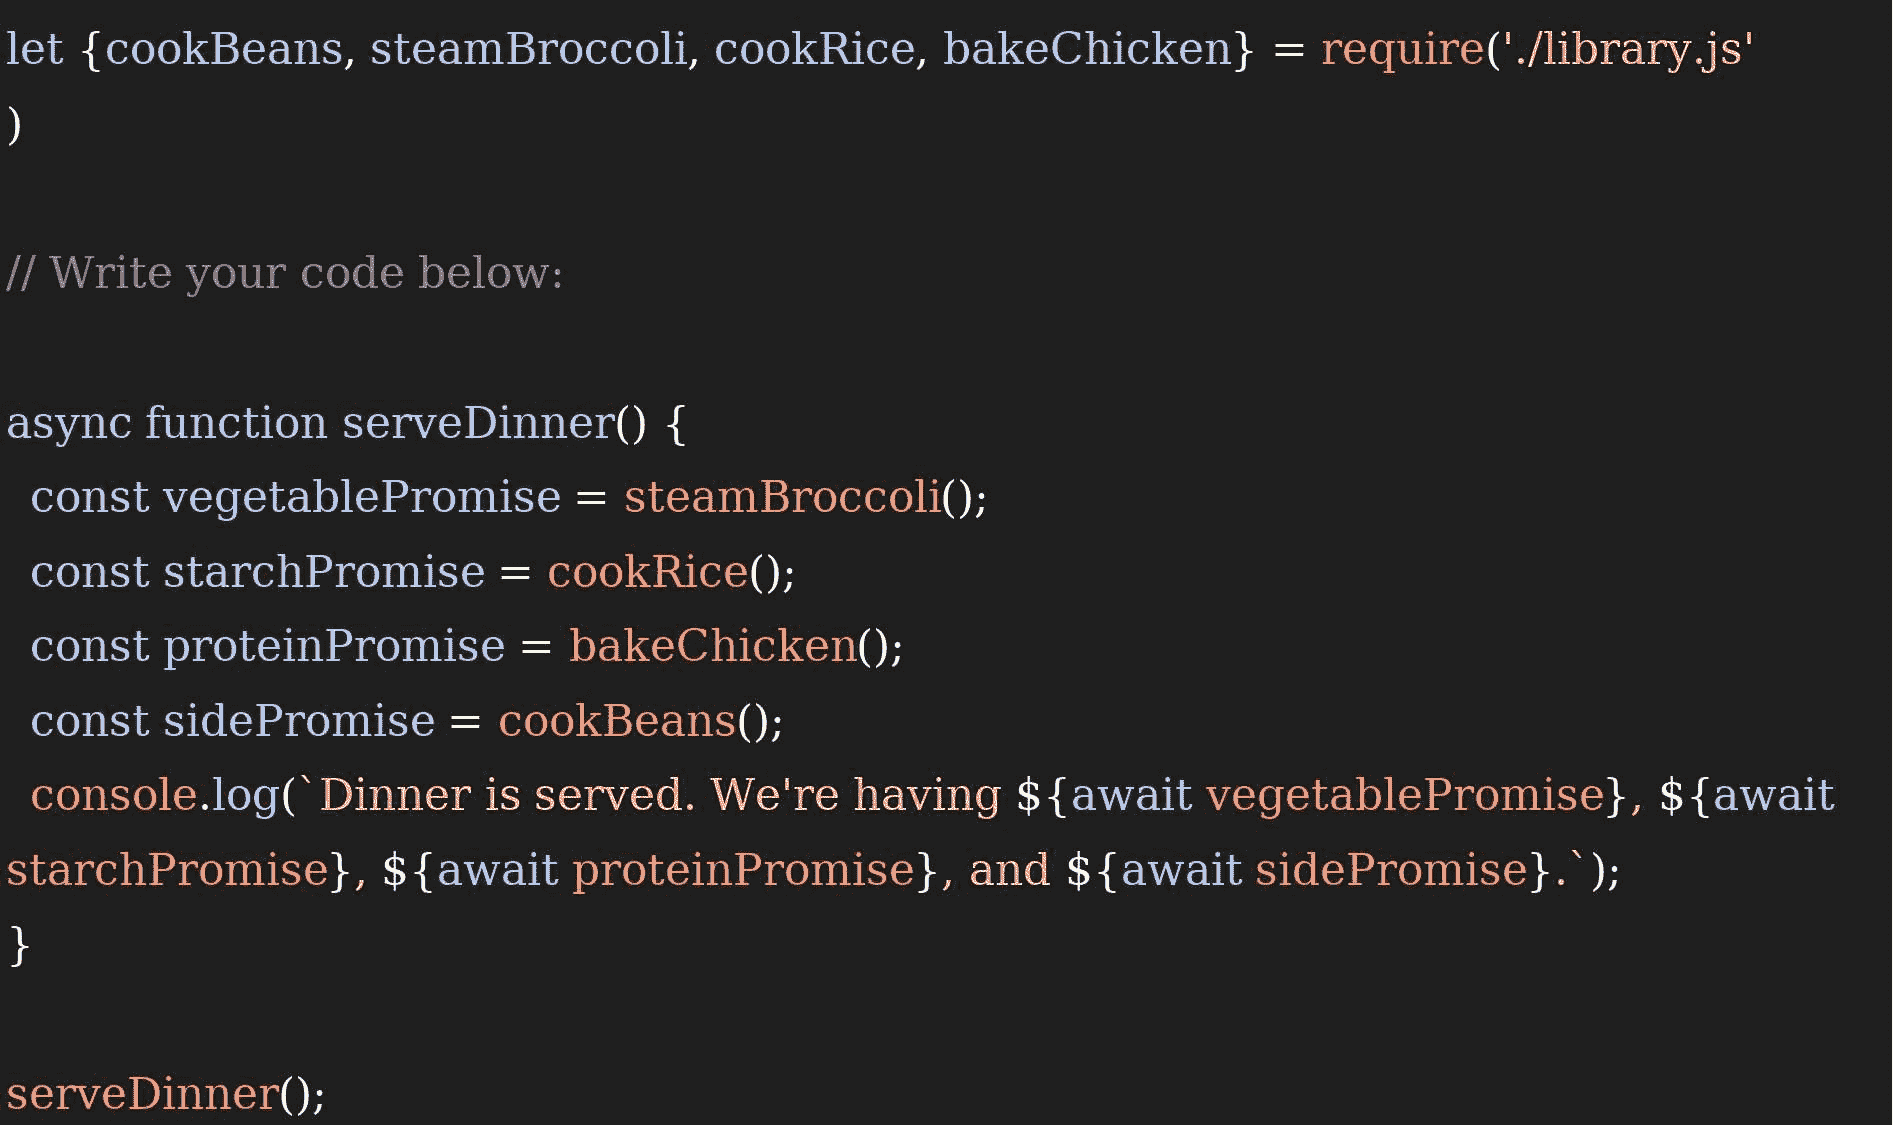 let {cookBeans, steamBroccoli, cookRice, bakeChicken} = require('./library.js'
)
// Write your code below:
async function serveDinner() {
const vegetablePromise = steamBroccoli();
const starchPromise = cookRice();
const proteinPromise = bakeChicken();
const sidePromise = cookBeans();
console.log(`Dinner is served. We're having ${await vegetablePromise}, ${await
starchPromise}, ${await proteinPromise}, and ${await sidePromise}.`);
}
serveDinner();